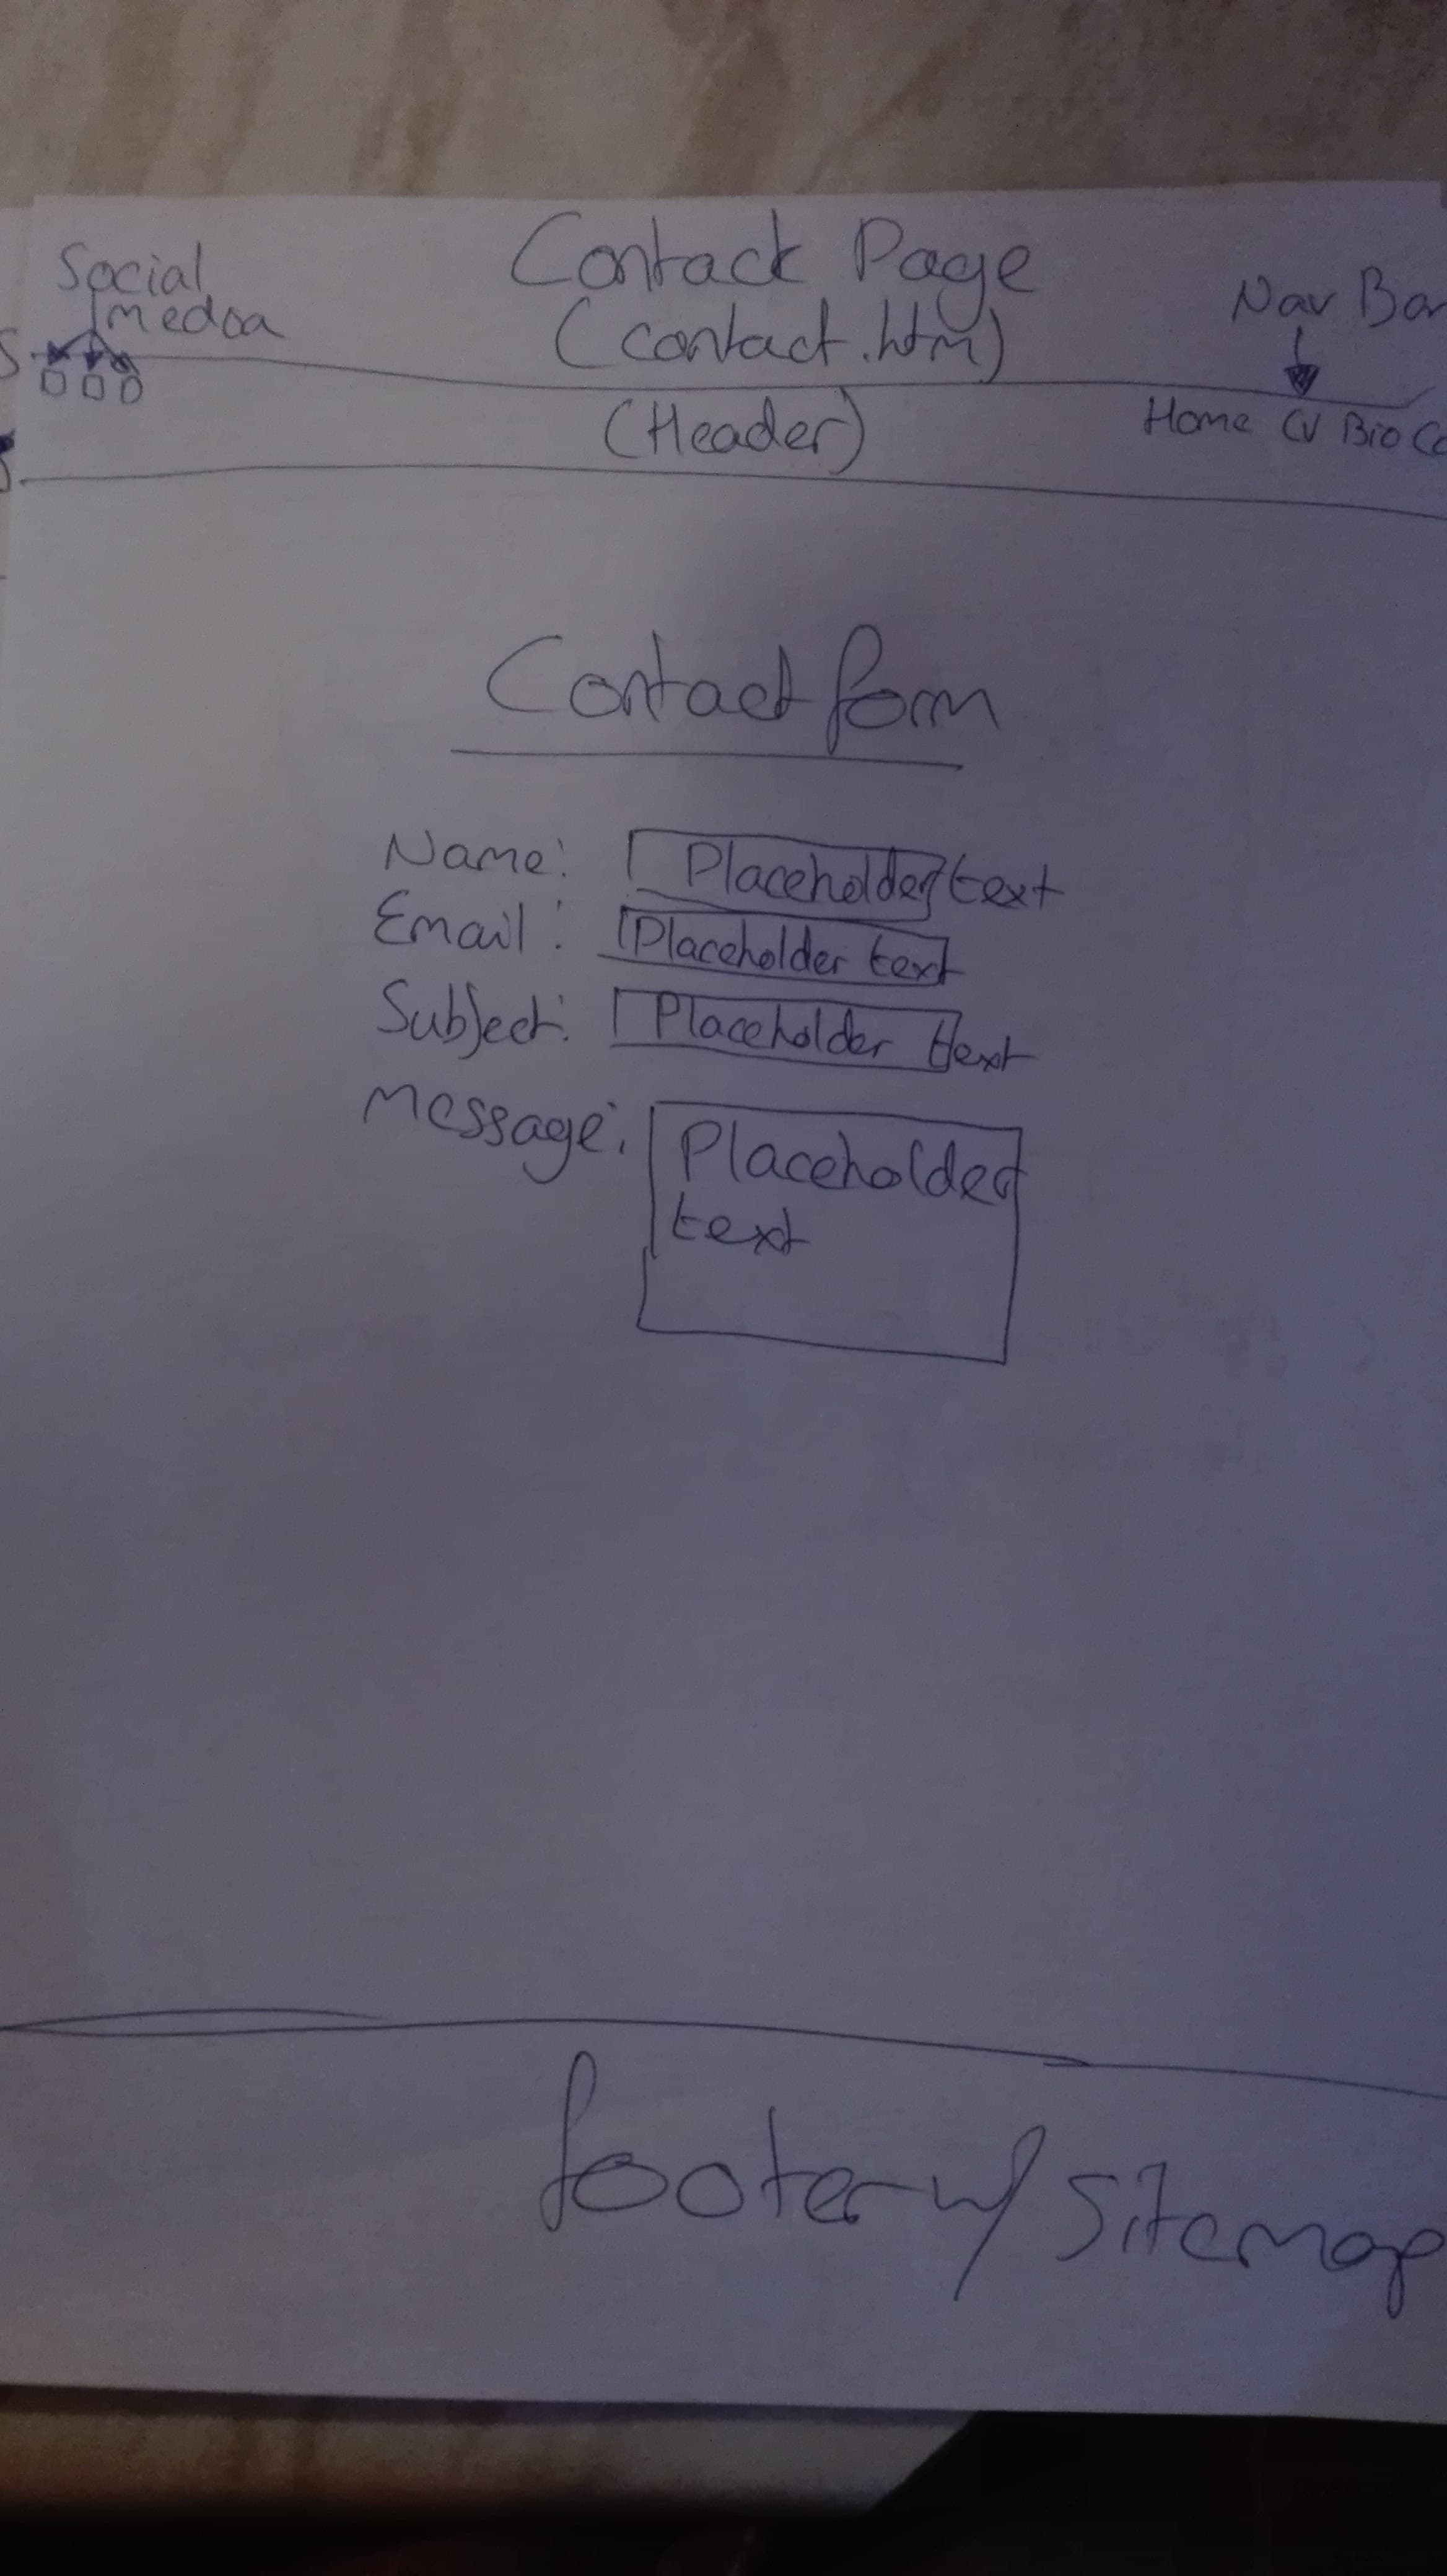 Social
Medoa
Contack Page
(contact.htm)
Nav Bar
(Header)
Home CV Bio Co
Contact form
Name: Placeholder text
Email: Placeholder text
Subject: Placeholder text
Message: Placeholder
text
footer w/ sitemap